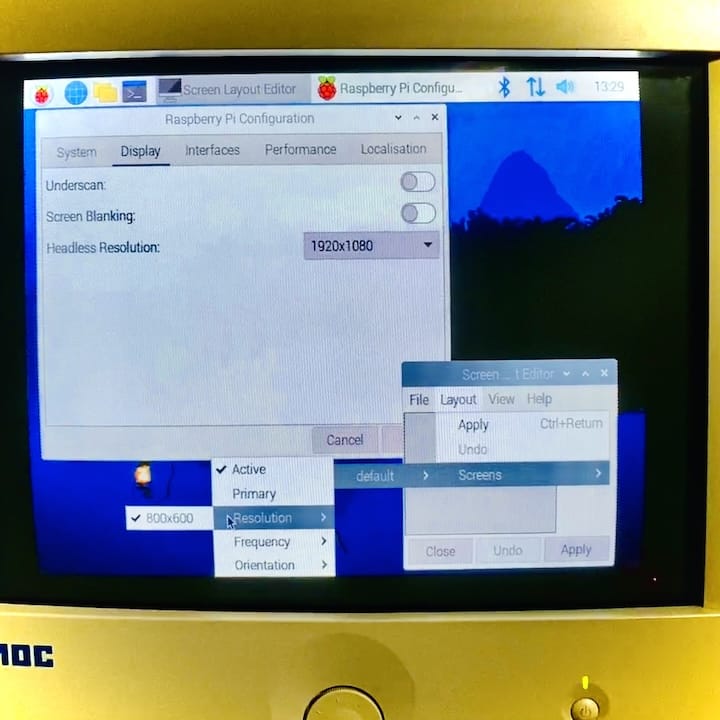 Screen Layout Editor
Raspberry Pi Configu...
13:29
Raspberry Pi Configuration
System
Display
Interfaces
Performance
Localisation
Underscan:
Screen Blanking:
Headless Resolution:
1920x1080
Cancel
Screen ... t Editor
File Layout View Help
Apply Ctrl+Return
Undo
Screens
default
Active
Primary
Resolution
Frequency
Orientation
800x600
Close
Undo
Apply